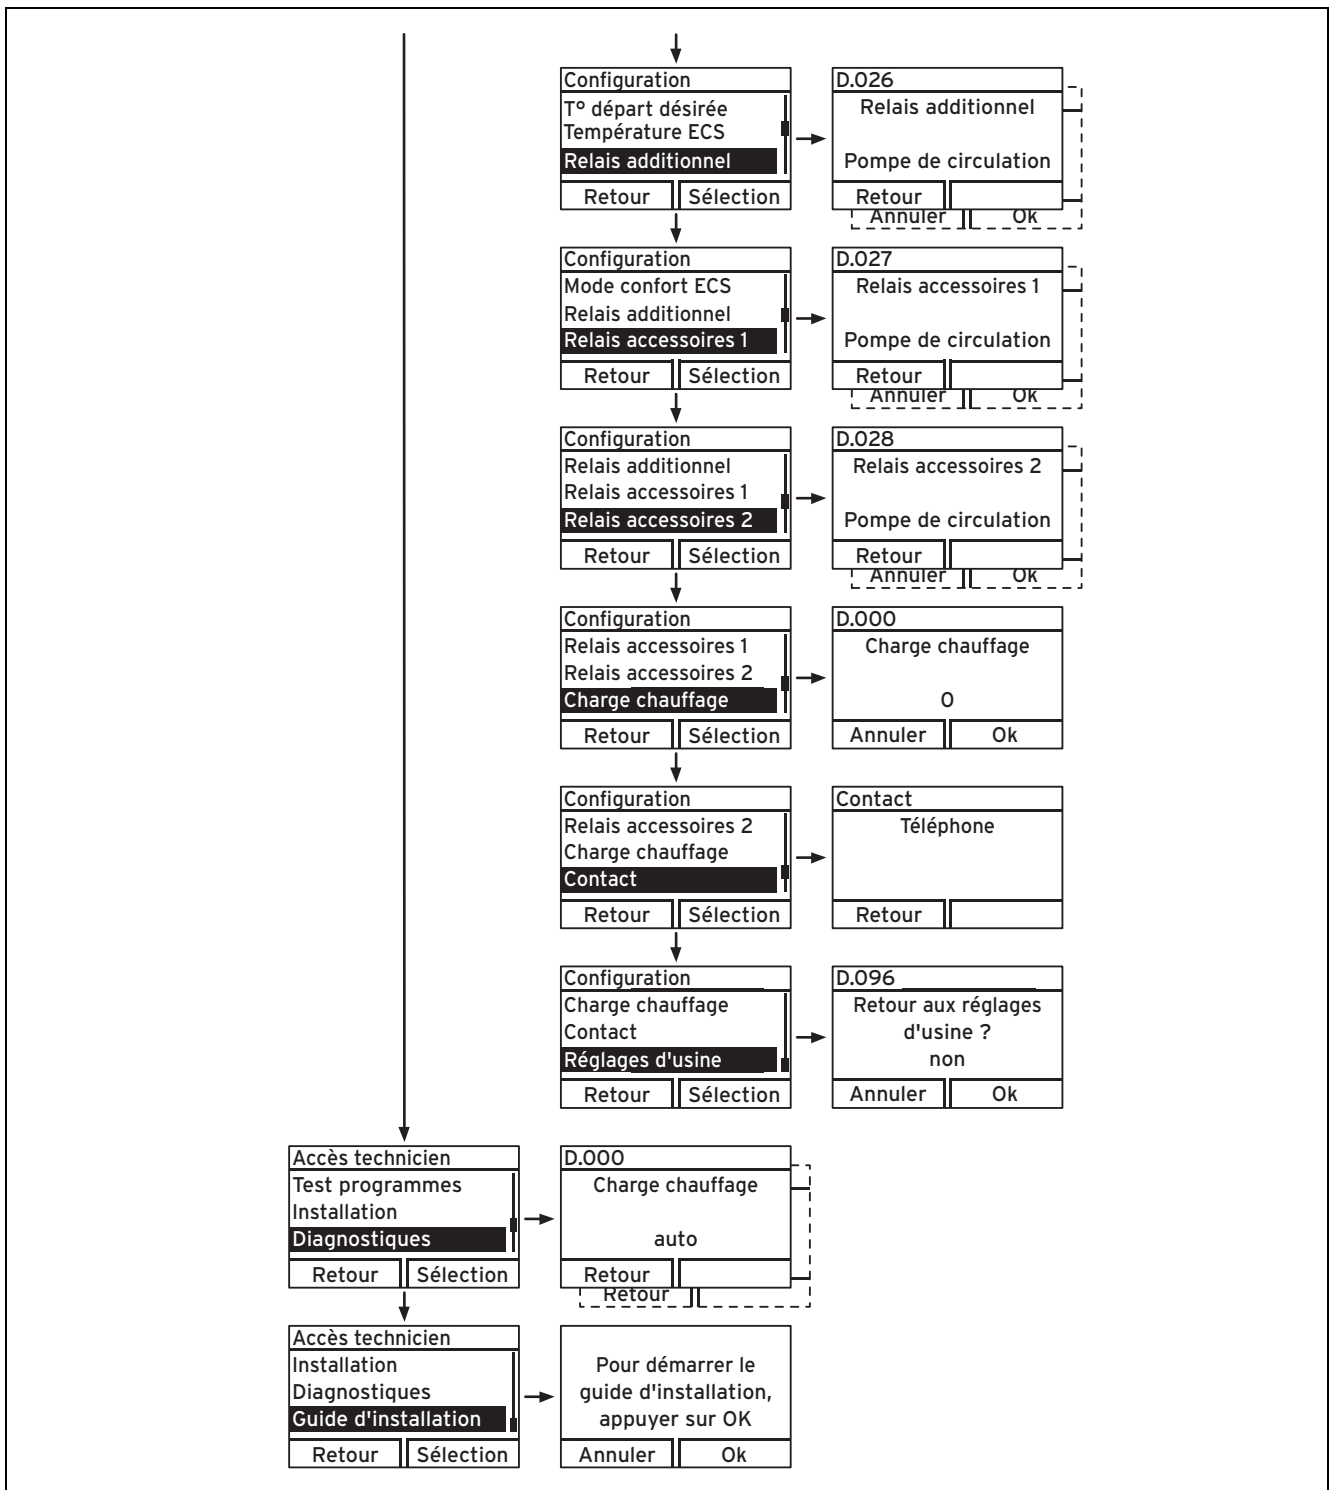 Configuration
T° départ désirée
Température ECS
Relais additionnel
Retour Sélection
D.026
Relais additionnel
Pompe de circulation
Retour
Annuler Ok
Configuration
Mode confort ECS
Relais additionnel
Relais accessoires 1
Retour Sélection
D.027
Relais accessoires 1
Pompe de circulation
Retour
Annuler Ok
Configuration
Relais additionnel
Relais accessoires 1
Relais accessoires 2
Retour Sélection
D.028
Relais accessoires 2
Pompe de circulation
Retour
Annuler Ok
Configuration
Relais accessoires 1
Relais accessoires 2
Charge chauffage
Retour Sélection
D.000
Charge chauffage
0
Annuler Ok
Configuration
Relais accessoires 2
Charge chauffage
Contact
Retour Sélection
Contact
Téléphone
Retour
Configuration
Charge chauffage
Contact
Réglages d'usine
Retour Sélection
D.096
Retour aux réglages
d'usine ?
non
Annuler Ok
Accès technicien
Test programmes
Installation
Diagnostiques
Retour Sélection
D.000
Charge chauffage
auto
Retour
Retour
Accès technicien
Installation
Diagnostiques
Guide d'installation
Retour Sélection
Pour démarrer le
guide d'installation,
appuyer sur OK
Annuler Ok